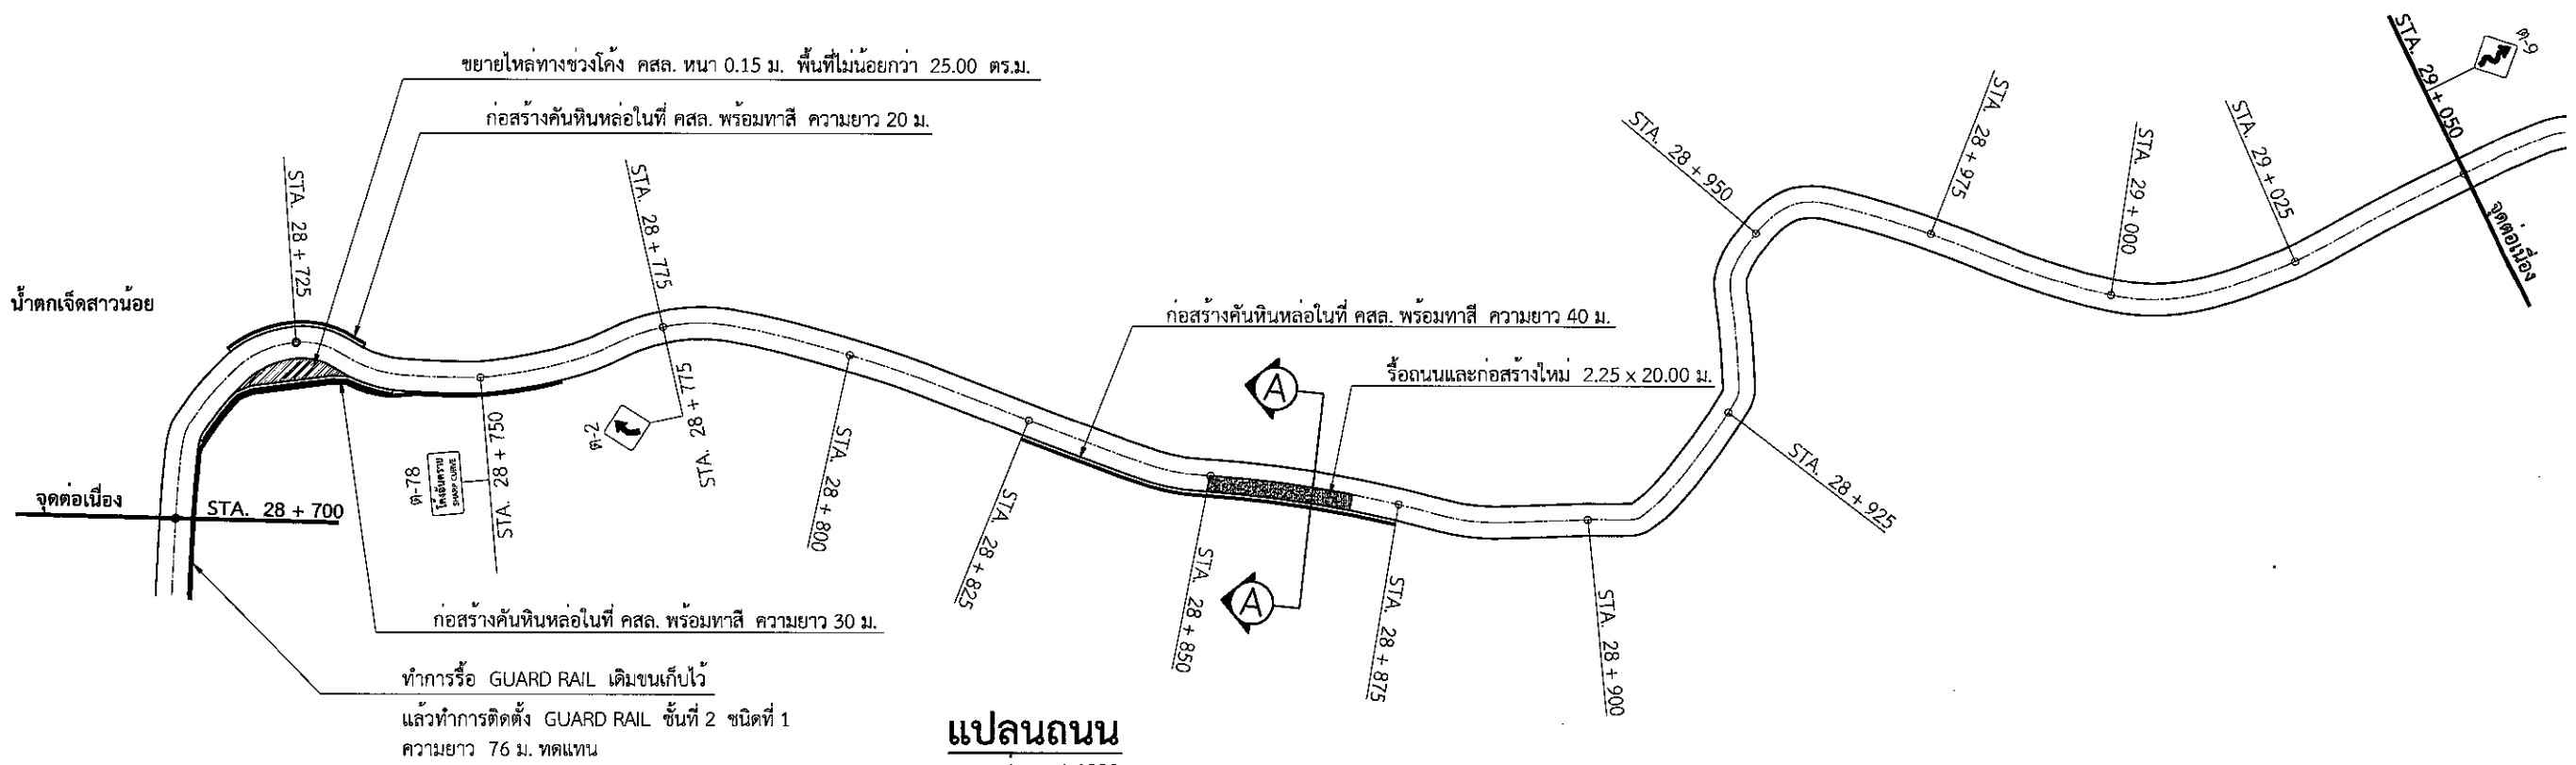 ขยายไหล่ทางช่วงโค้ง คสล. หนา 0.15 ม. พื้นที่ไม่น้อยกว่า 25.00 ตร.ม.
ก่อสร้างคันหินหล่อในที่ คสล. พร้อมทาสี ความยาว 20 ม.
น้ำตกเจ็ดสาวน้อย
จุดต่อเนื่อง
STA. 28 + 700
STA. 28 + 725
STA. 28 + 750
ต-78
โค้งอันตราย
SHARP CURVE
STA. 28 + 775
STA. 28 + 775
ต-2
STA. 28 + 800
STA. 28 + 825
ก่อสร้างคันหินหล่อในที่ คสล. พร้อมทาสี ความยาว 40 ม.
รื้อถนนและก่อสร้างใหม่ 2.25 x 20.00 ม.
A
A
STA. 28 + 850
STA. 28 + 875
STA. 28 + 900
STA. 28 + 925
STA. 28 + 950
STA. 28 + 975
STA. 29 + 000
STA. 29 + 025
STA. 29 + 050
ต-9
จุดต่อเนื่อง
ก่อสร้างคันหินหล่อในที่ คสล. พร้อมทาสี ความยาว 30 ม.
ทำการรื้อ GUARD RAIL เดิมขนเก็บไว้
แล้วทำการติดตั้ง GUARD RAIL ชั้นที่ 2 ชนิดที่ 1
ความยาว 76 ม. ทดแทน
แปลนถนน